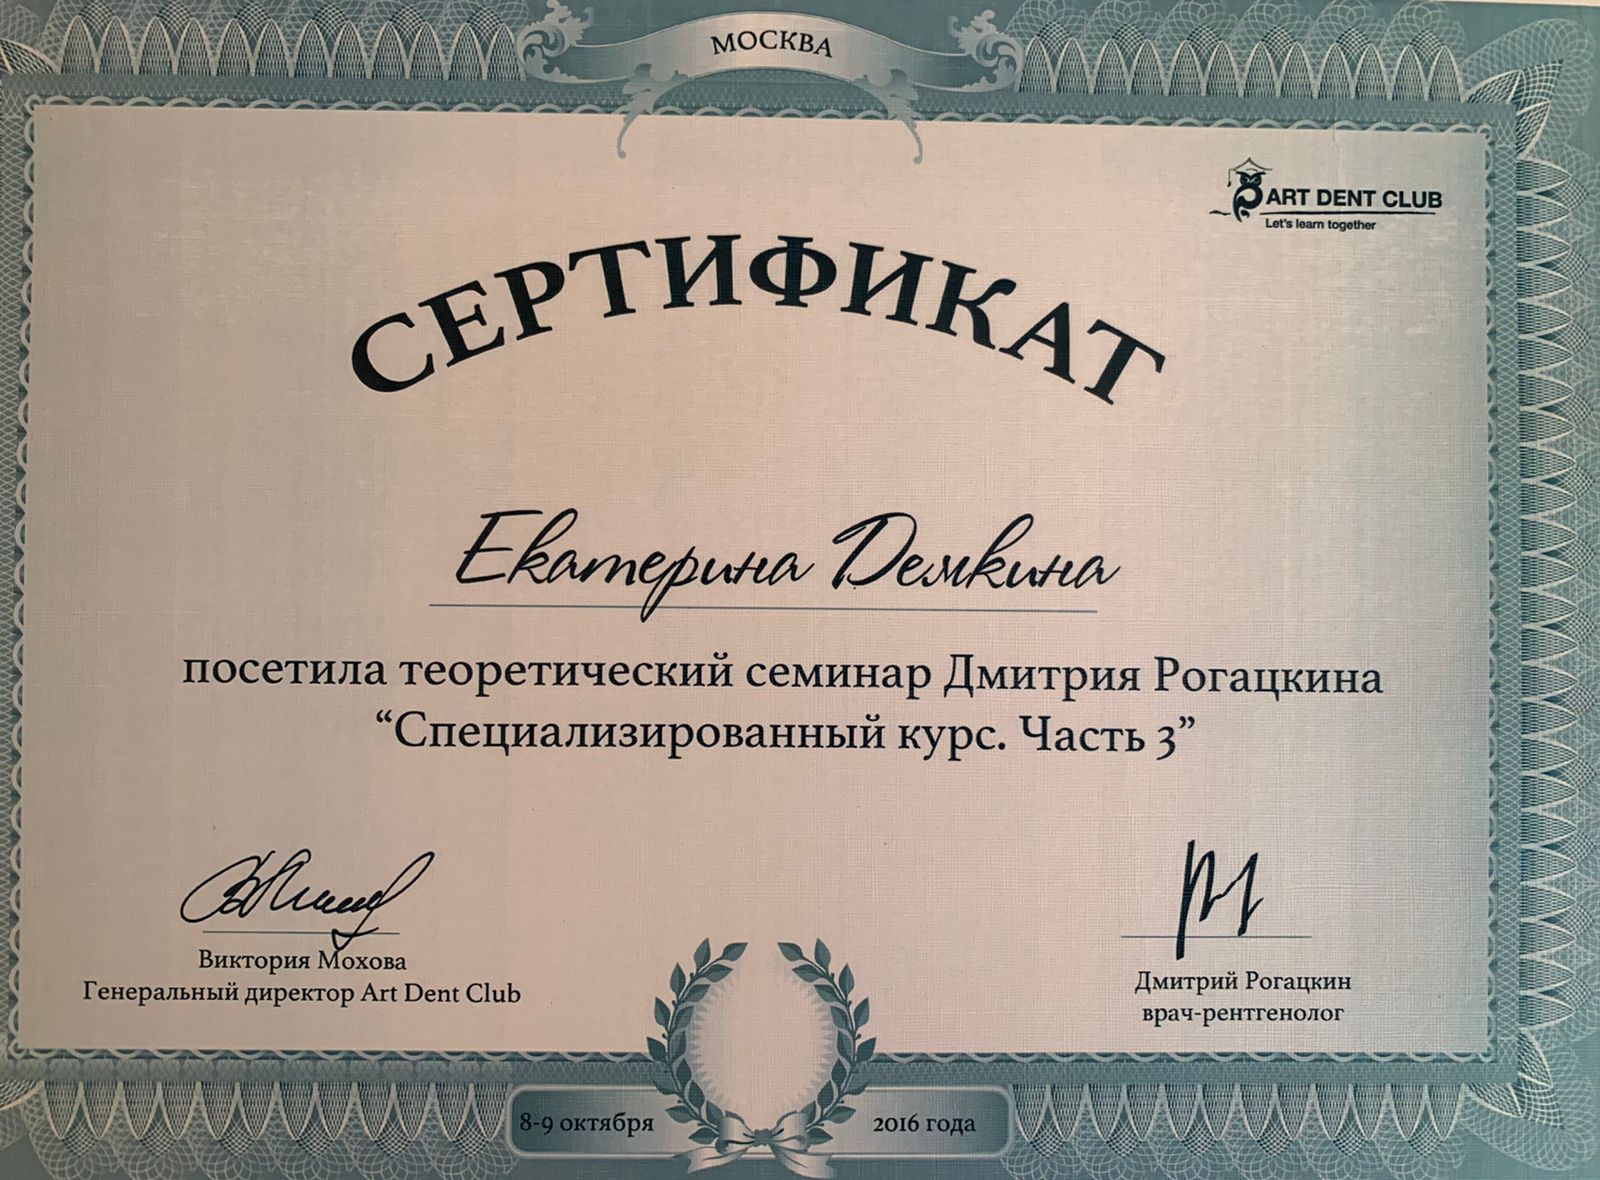 МОСКВА
ART DENT CLUB
Let's learn together
СЕРТИФИКАТ
Екатерина Демкина
посетила теоретический семинар Дмитрия Рогацкина
“Специализированный курс. Часть 3”
Виктория Мохова
Генеральный директор Art Dent Club
Дмитрий Рогацкин
врач-рентгенолог
8-9 октября 2016 года